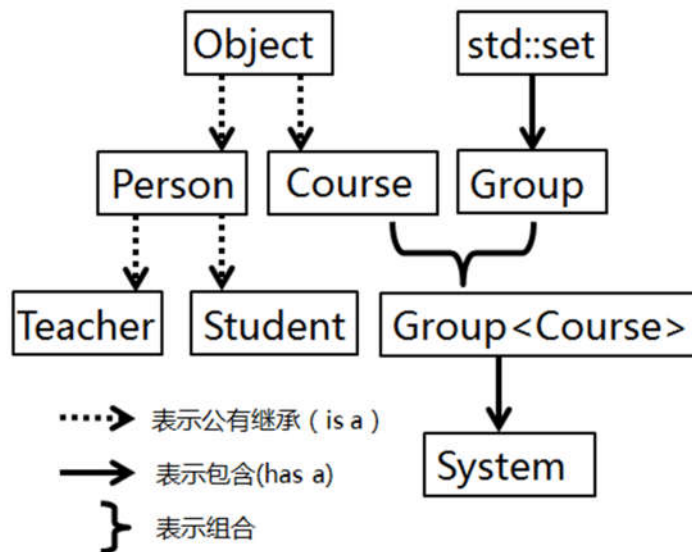 Object
std::set
Person
Course
Group
Teacher
Student
Group<Course>
表示公有继承（is a）
System
表示包含(has a)
表示组合